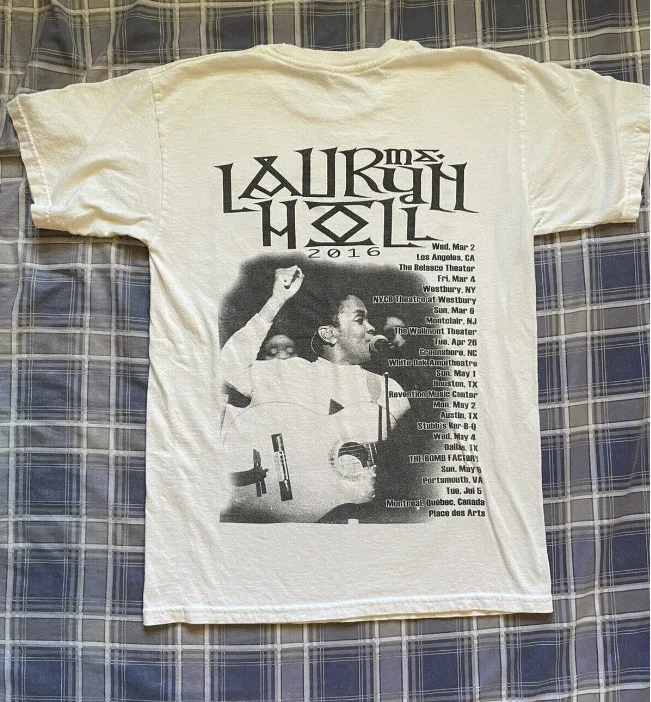 Ms.
LAURYN
HILL
2016
Wed, Mar 2
Los Angeles, CA
The Belasco Theater
Fri, Mar 4
Westbury, NY
NYCB Theatre at Westbury
Sun, Mar 6
Montclair, NJ
The Wellmont Theater
Tue, Apr 26
Greensboro, NC
White Oak Ampitheatre
Sun, May 1
Houston, TX
Revention Music Center
Mon, May 2
Austin, TX
Stubb's Bar-B-Q
Wed, May 4
Dallas, TX
THE BOMB FACTORY
Sun, May 8
Portsmouth, VA
Tue, Jul 5
Montreal, Quebec, Canada
Place des Arts